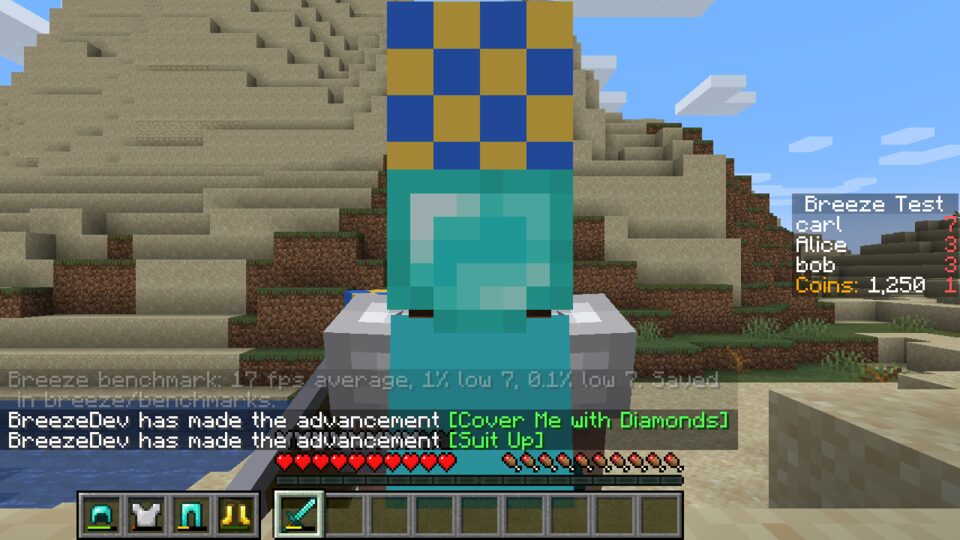 Breeze Test
carl 7
Alice 3
bob 3
Coins: 1,250 1
Breeze benchmark: 17 fps average, 1% low 7, 0.1% low 7. Saved
in breeze/benchmarks.
BreezeDev has made the advancement [Cover Me with Diamonds]
BreezeDev has made the advancement [Suit Up]